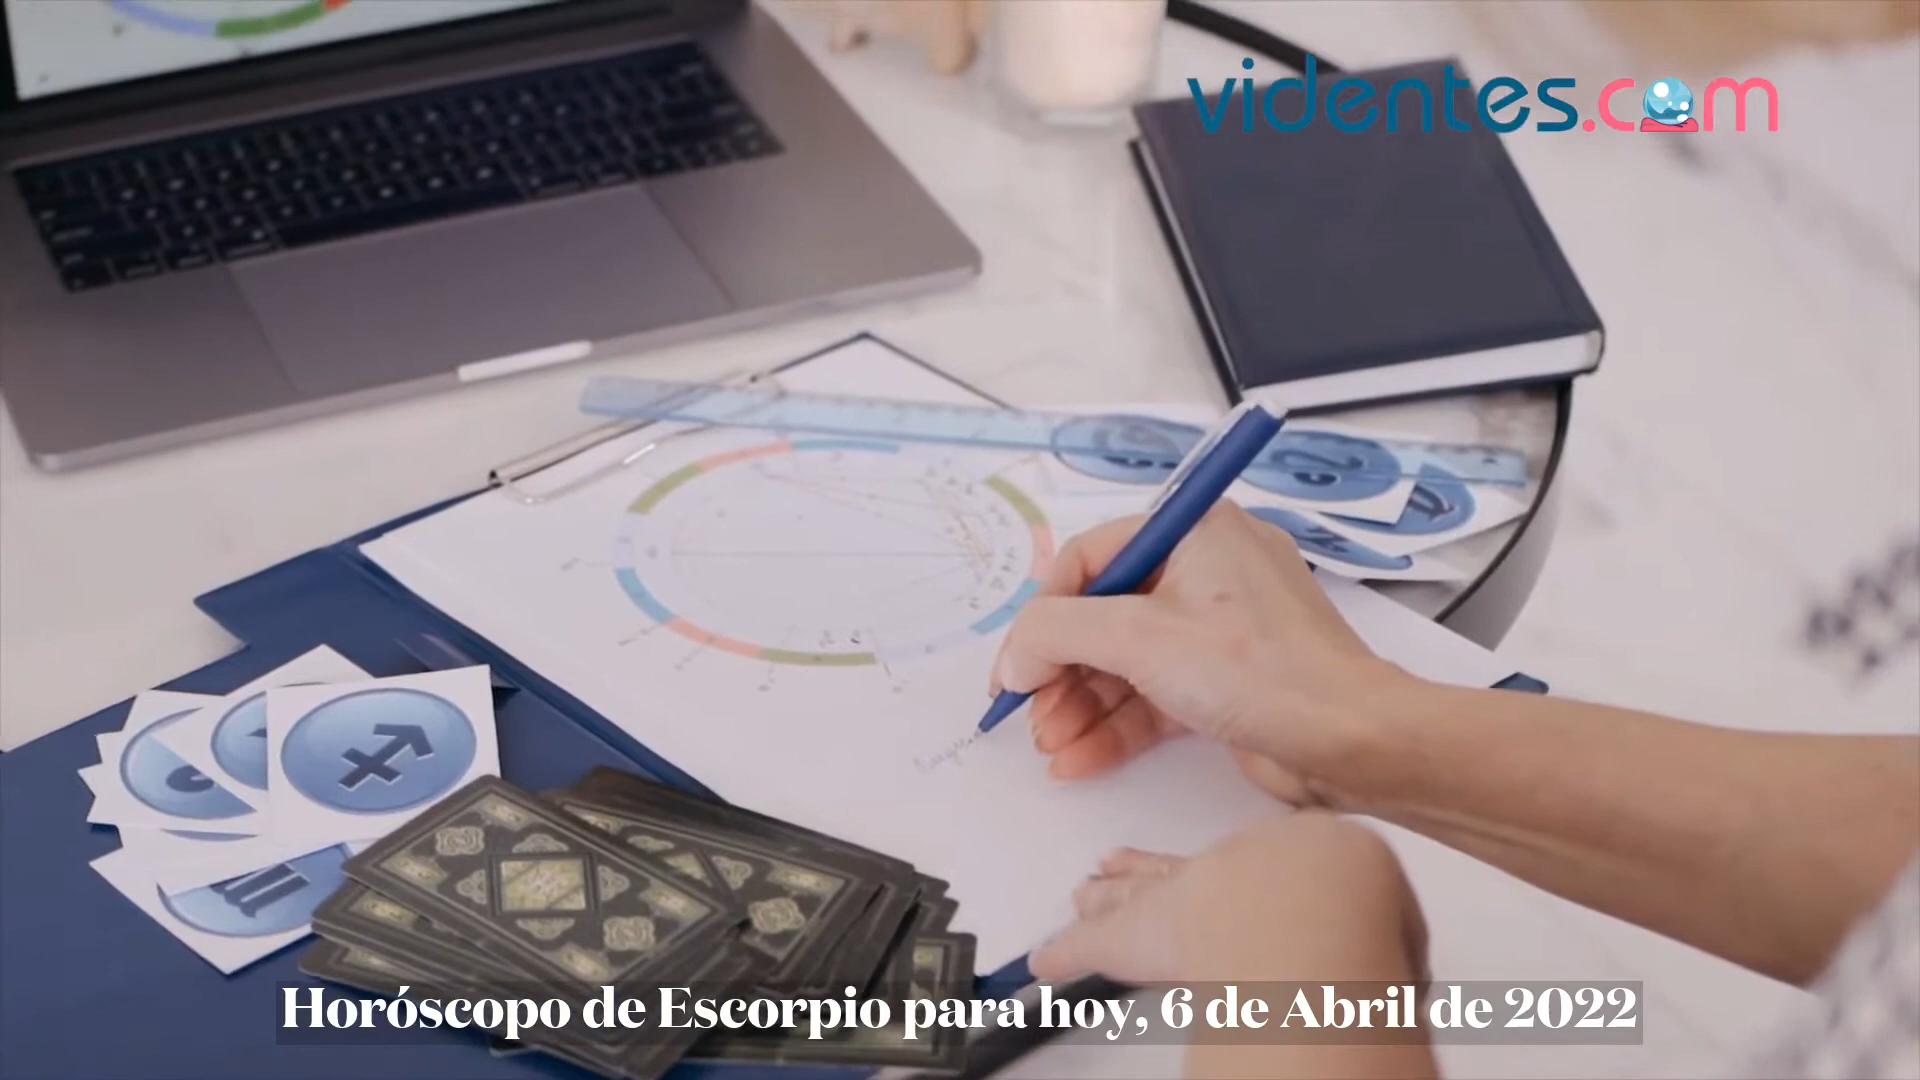 videntes.com
Horóscopo de Escorpio para hoy, 6 de Abril de 2022